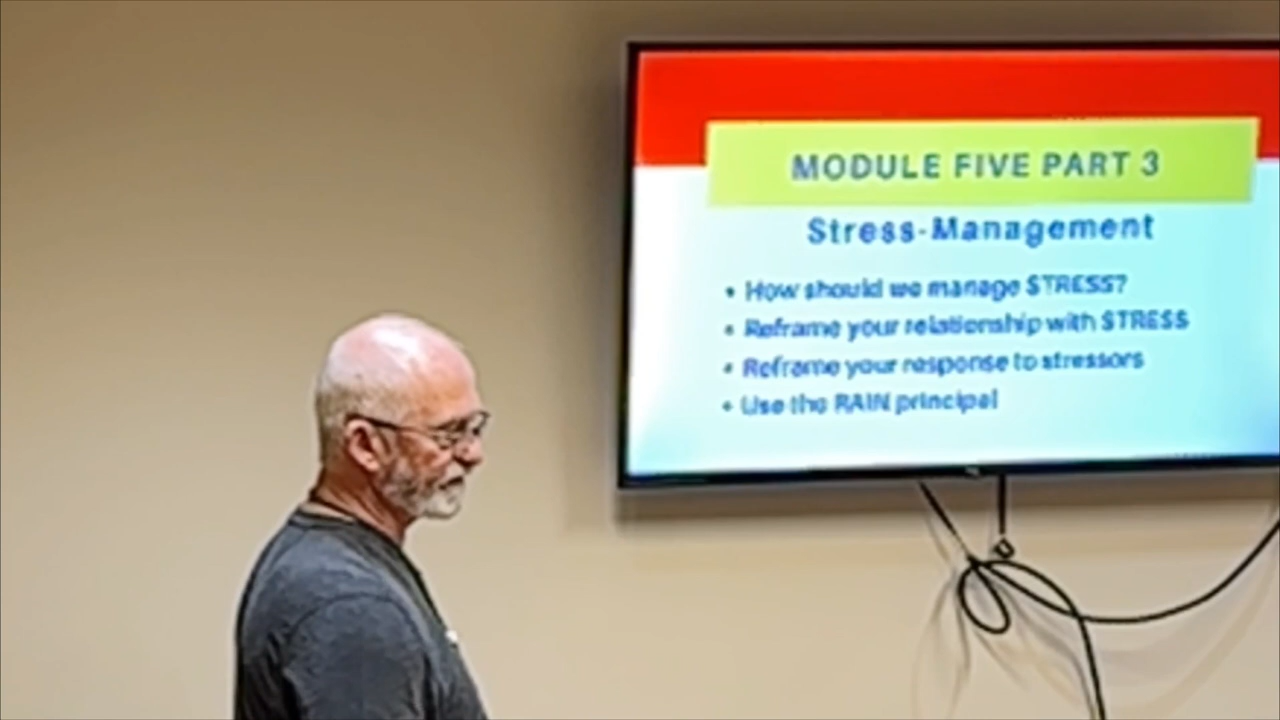 MODULE FIVE PART 3
Stress-Management
• How should we manage STRESS?
• Reframe your relationship with STRESS
• Reframe your response to stressors
• Use the RAIN principal